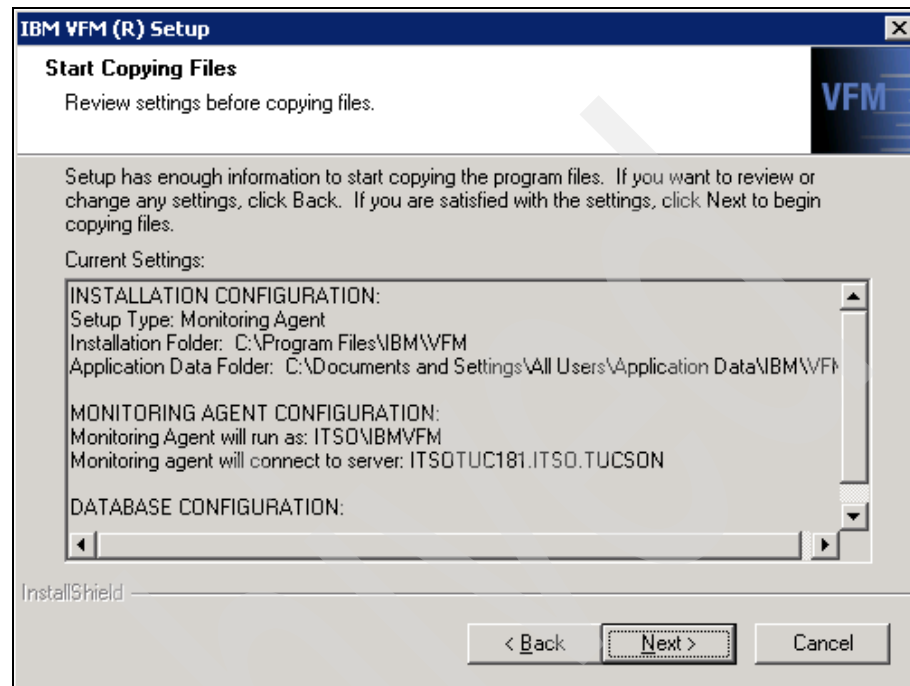 IBM VFM (R) Setup
Start Copying Files
Review settings before copying files.
VFM
Setup has enough information to start copying the program files. If you want to review or
change any settings, click Back. If you are satisfied with the settings, click Next to begin
copying files.
Current Settings:
INSTALLATION CONFIGURATION:
Setup Type: Monitoring Agent
Installation Folder: C:\Program Files\IBM\VFM
Application Data Folder: C:\Documents and Settings\All Users\Application Data\IBM\VFM
MONITORING AGENT CONFIGURATION:
Monitoring Agent will run as: ITSO\IBMVFM
Monitoring agent will connect to server: ITSOTUC181.ITSO.TUCSON
DATABASE CONFIGURATION:
InstallShield
< Back
Next >
Cancel